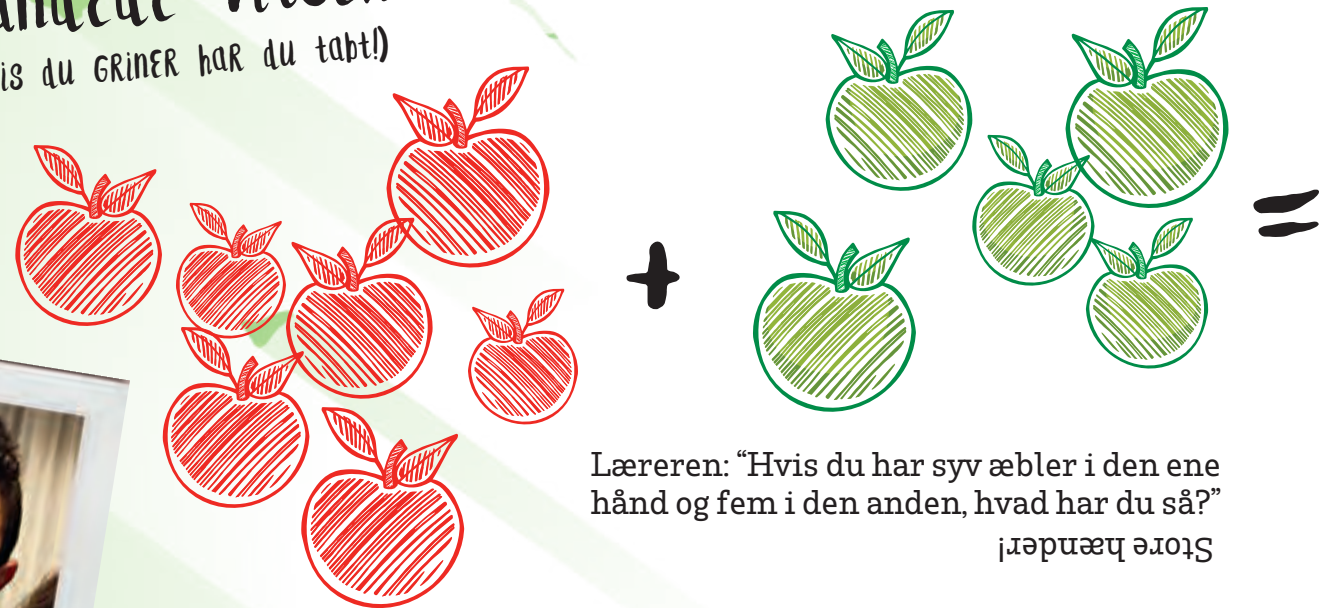 is du GRiNER haR du tabt!)
+
=
Læreren: “Hvis du har syv æbler i den ene
hånd og fem i den anden, hvad har du så?”
Store hænder!